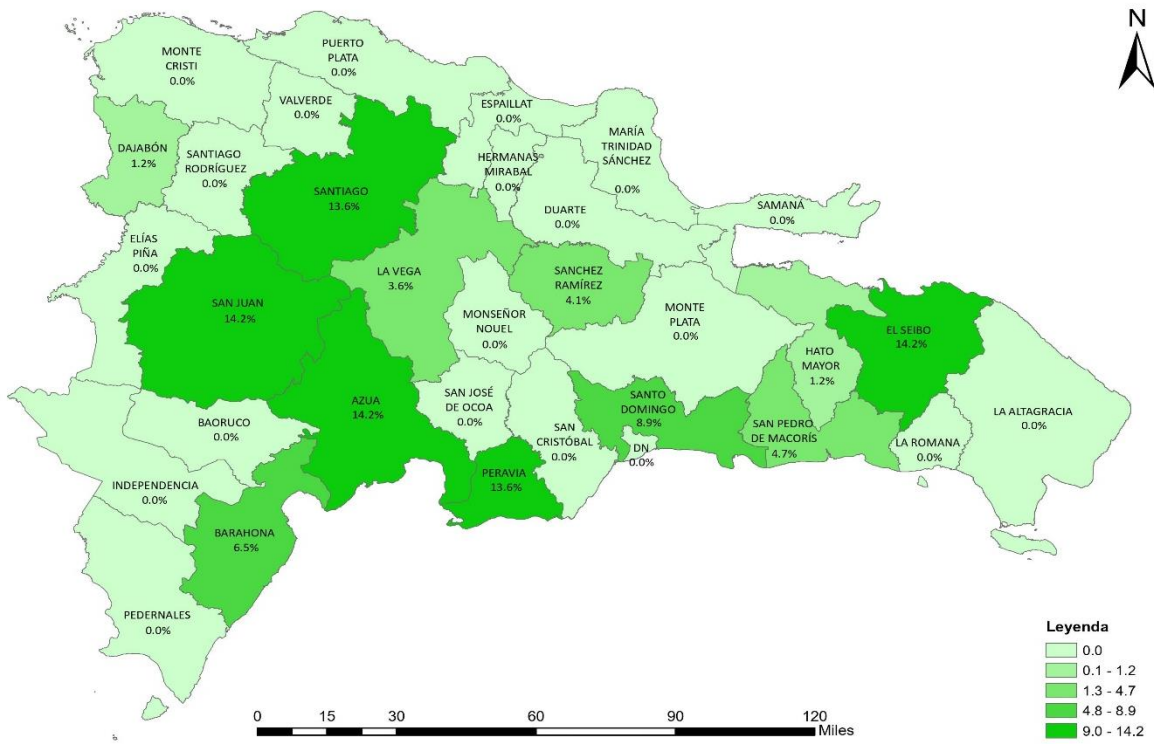 N
MONTE
CRISTI
0.0%
PUERTO
PLATA
0.0%
VALVERDE
0.0%
ESPAILLAT
0.0%
MARÍA
TRINIDAD
SÁNCHEZ
0.0%
DAJABÓN
1.2%
SANTIAGO
RODRÍGUEZ
0.0%
HERMANAS
MIRABAL
0.0%
SANTIAGO
13.6%
DUARTE
0.0%
SAMANÁ
0.0%
ELÍAS
PIÑA
0.0%
LA VEGA
3.6%
SANCHEZ
RAMÍREZ
4.1%
SAN JUAN
14.2%
MONSEÑOR
NOUEL
0.0%
MONTE
PLATA
0.0%
EL SEIBO
14.2%
HATO
MAYOR
1.2%
AZUA
14.2%
SAN JOSÉ
DE OCOA
0.0%
SANTO
DOMINGO
8.9%
LA ALTAGRACIA
0.0%
BAORUCO
0.0%
SAN
CRISTÓBAL
0.0%
SAN PEDRO
DE MACORÍS
4.7%
DN
0.0%
LA ROMANA
0.0%
PERAVIA
13.6%
INDEPENDENCIA
0.0%
BARAHONA
6.5%
PEDERNALES
0.0%
Leyenda
0.0
0.1 - 1.2
1.3 - 4.7
4.8 - 8.9
9.0 - 14.2
0 15 30 60 90 120
Miles